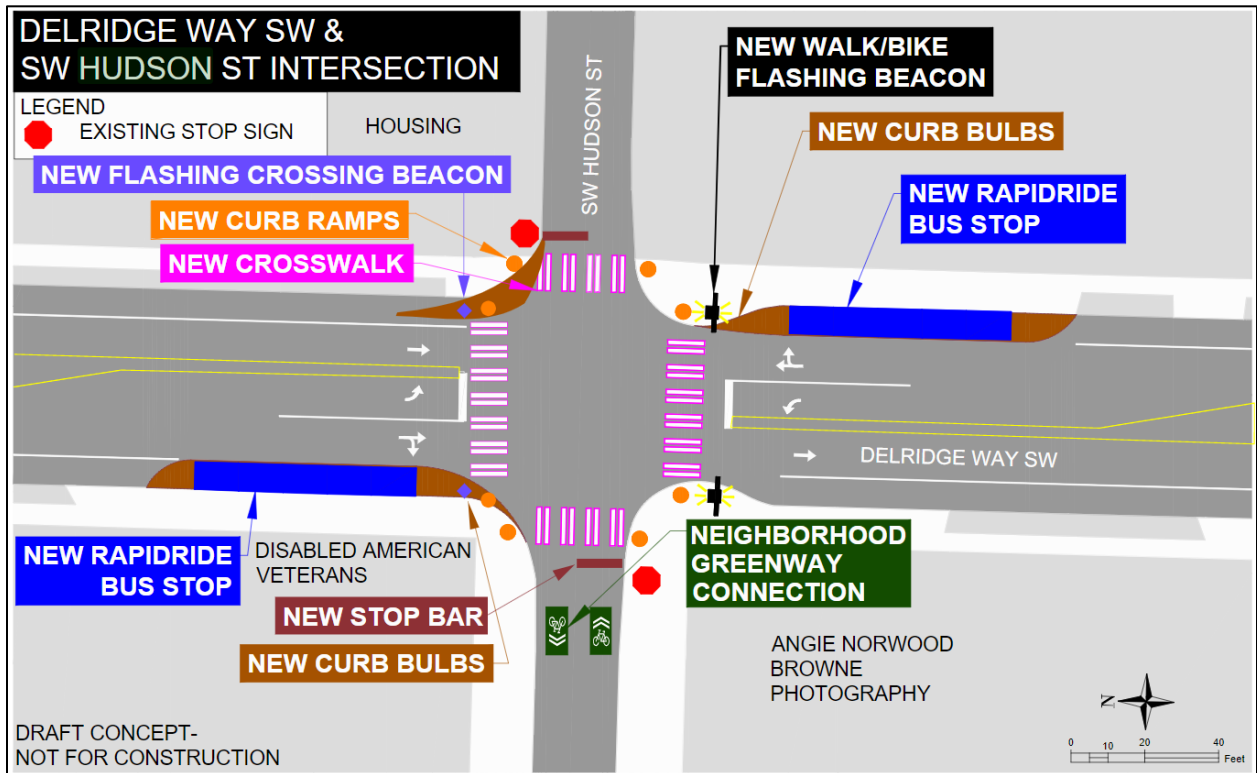 DELRIDGE WAY SW &
SW HUDSON ST INTERSECTION
LEGEND
EXISTING STOP SIGN
HOUSING
SW HUDSON ST
NEW WALK/BIKE
FLASHING BEACON
NEW CURB BULBS
NEW RAPIDRIDE
BUS STOP
NEW FLASHING CROSSING BEACON
NEW CURB RAMPS
NEW CROSSWALK
DELRIDGE WAY SW
NEW RAPIDRIDE
BUS STOP
DISABLED AMERICAN
VETERANS
NEW STOP BAR
NEW CURB BULBS
NEIGHBORHOOD
GREENWAY
CONNECTION
ANGIE NORWOOD
BROWNE
PHOTOGRAPHY
DRAFT CONCEPT-
NOT FOR CONSTRUCTION
N
0 10 20 40
Feet